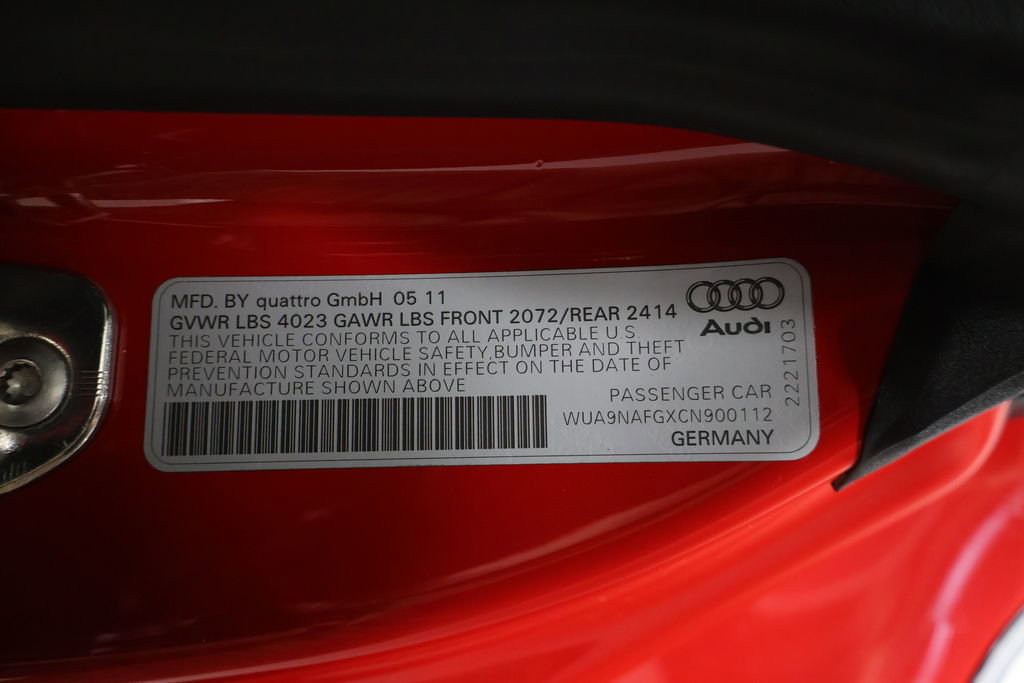 MFD. BY quattro GmbH 05 11
GVWR LBS 4023 GAWR LBS FRONT 2072/REAR 2414
THIS VEHICLE CONFORMS TO ALL APPLICABLE U.S
FEDERAL MOTOR VEHICLE SAFETY,BUMPER AND THEFT
PREVENTION STANDARDS IN EFFECT ON THE DATE OF
MANUFACTURE SHOWN ABOVE
PASSENGER CAR
WUA9NAFGXCN900112
GERMANY
Audi
2221703